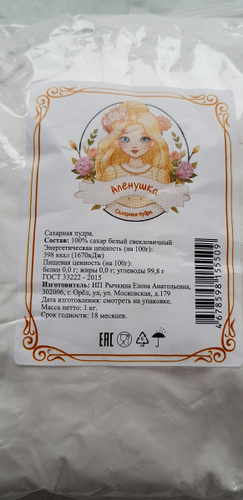 Алёнушка
Сахарная пудра
Сахарная пудра.
Состав: 100% сахар белый свекловичный
Энергетическая ценность (на 100г):
398 ккал (1670кДж)
Пищевая ценность (на 100г):
белки 0,0 г; жиры 0,0 г; углеводы 99,8 г
ГОСТ 33222 - 2015
Изготовитель: ИП Рычкина Елена Анатольевна,
302006, г. Орёл, ул, ул. Московская, д.179
Дата изготовления: смотреть на упаковке.
Масса нетто: 1 кг.
Срок годности: 18 месяцев.
EAC
4 678598 155509